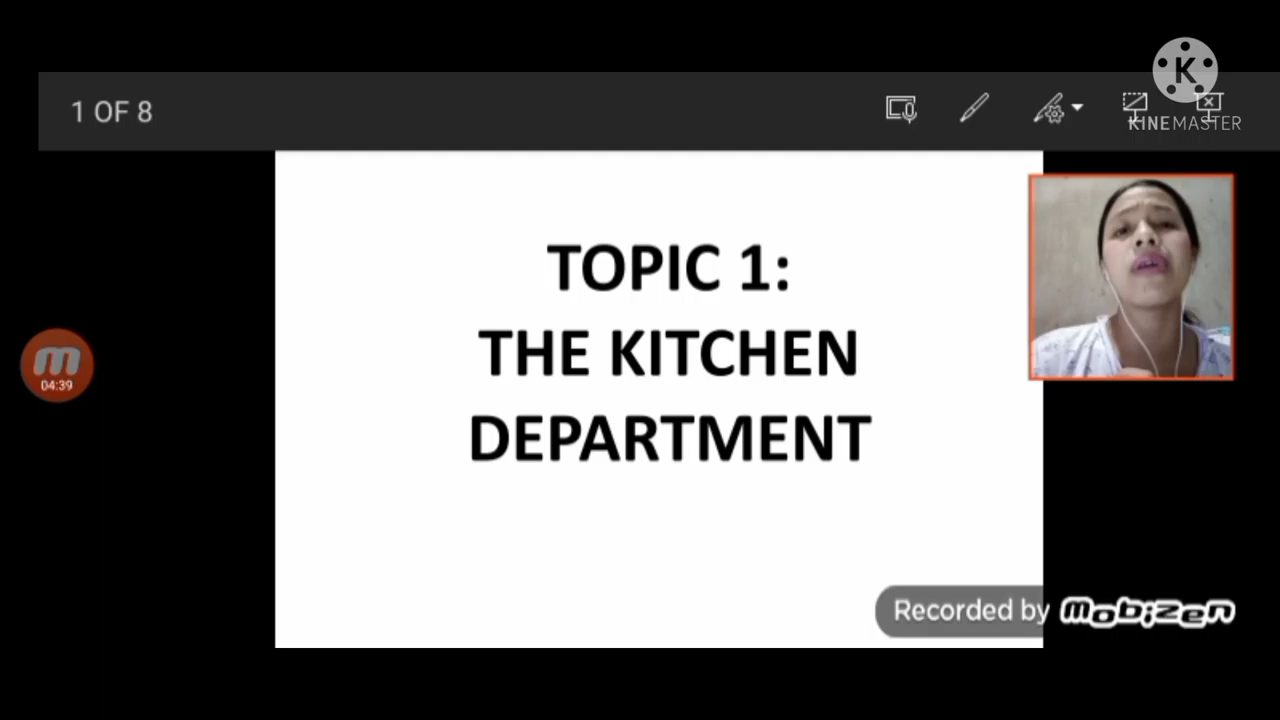 1 OF 8
K
KINEMASTER
TOPIC 1:
THE KITCHEN
DEPARTMENT
m
04:39
Recorded by mobizen